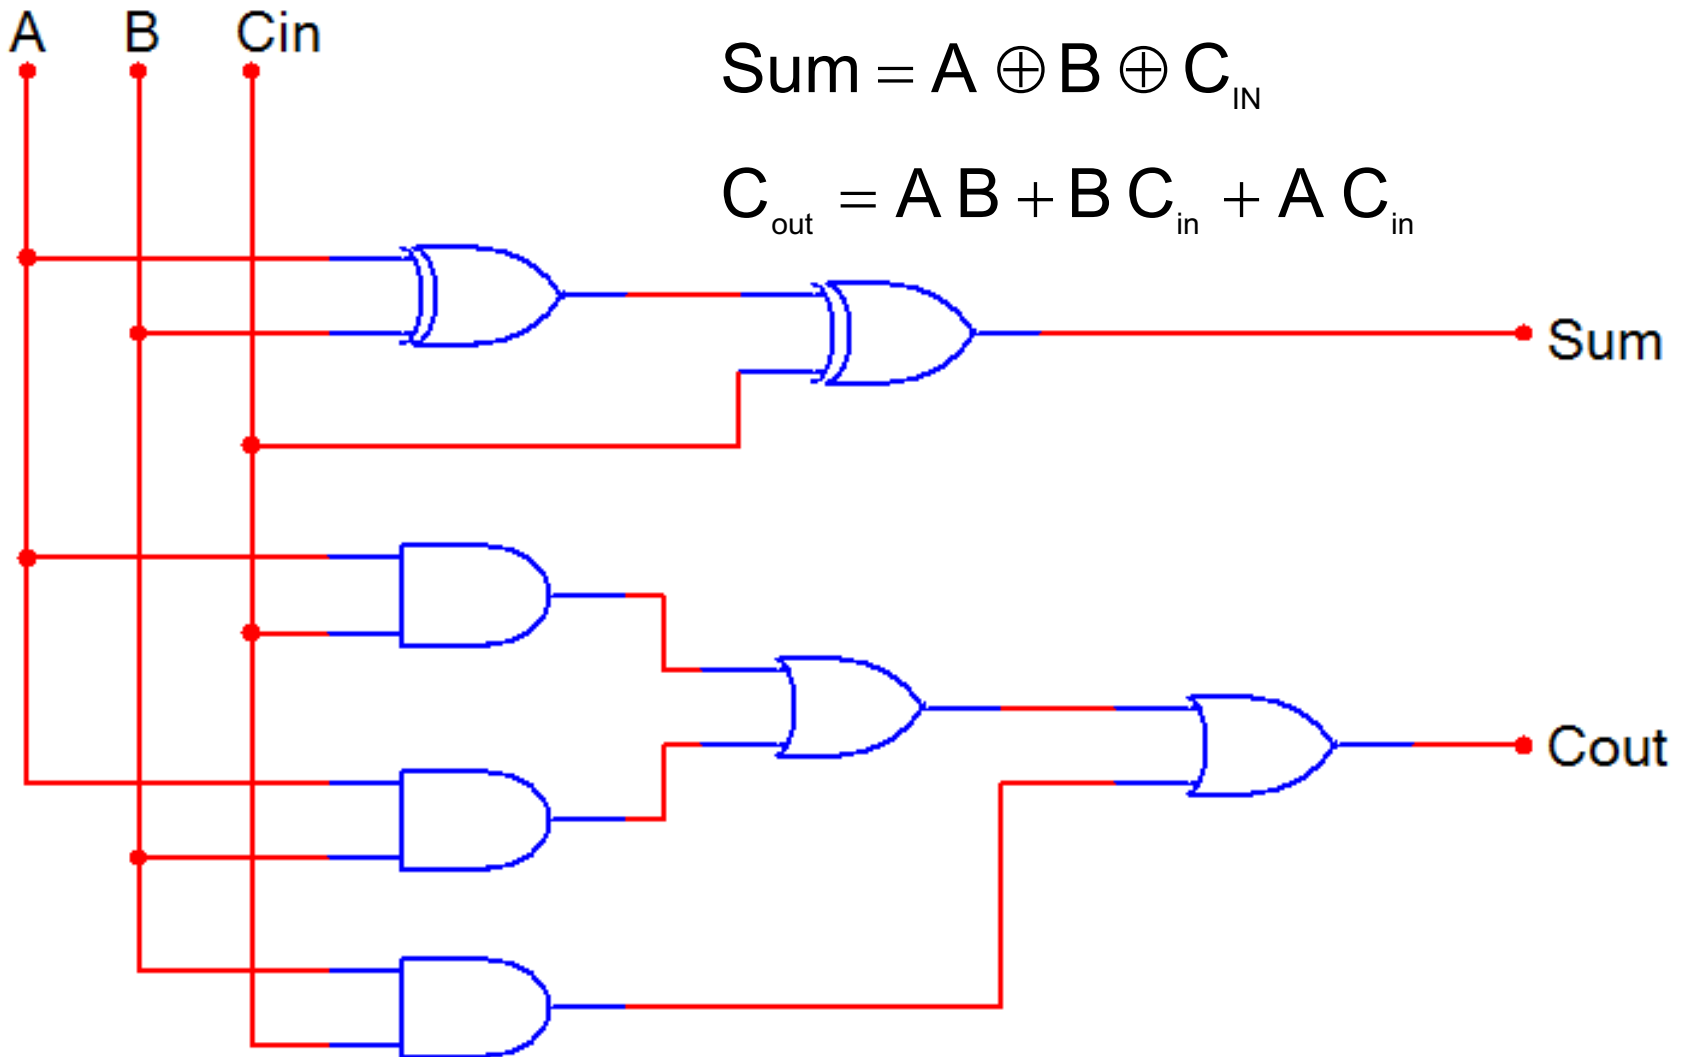 A B Cin
Sum = A ⊕ B ⊕ C_IN
C_out = A B + B C_in + A C_in
Sum
Cout